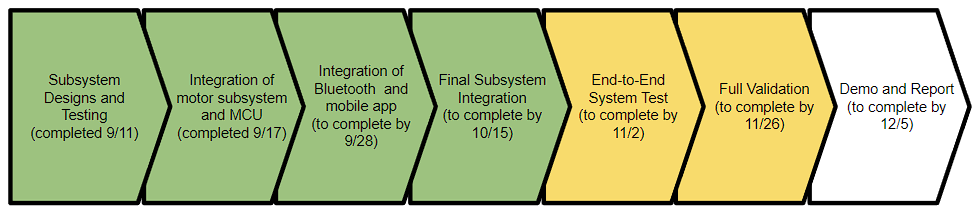 Subsystem
Designs and
Testing
(completed 9/11)
Integration of
motor subsystem
and MCU
(completed 9/17)
Integration of
Bluetooth and
mobile app
(to complete by
9/28)
Final Subsystem
Integration
(to complete by
10/15)
End-to-End
System Test
(to complete by
11/2)
Full Validation
(to complete by
11/26)
Demo and Report
(to complete by
12/5)